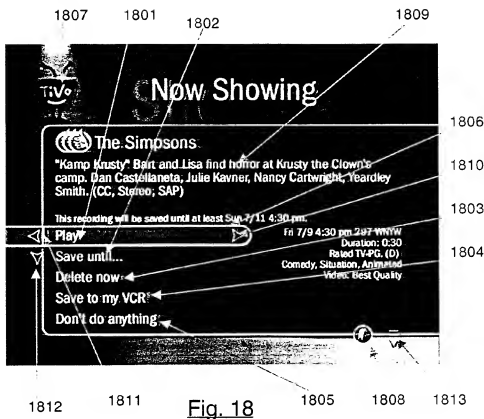 1807 1801 1802 1809
TiVo
Now Showing
The Simpsons
"Kamp Krusty" Bart and Lisa find horror at Krusty the Clown's
camp. Dan Castellaneta, Julie Kavner, Nancy Cartwright, Yeardley
Smith. (CC, Stereo, SAP)
This recording will be saved until at least Sun 7/11 4:30 pm.
Play
Save until...
Delete now
Save to my VCR
Don't do anything
Fri 7/9 4:30 pm 297 WNYW
Duration: 0:30
Rated TV-PG. (D)
Comedy, Situation, Animated
Video: Best Quality
1806
1810
1803
1804
1812 1811 1805 1808 1813
Fig. 18